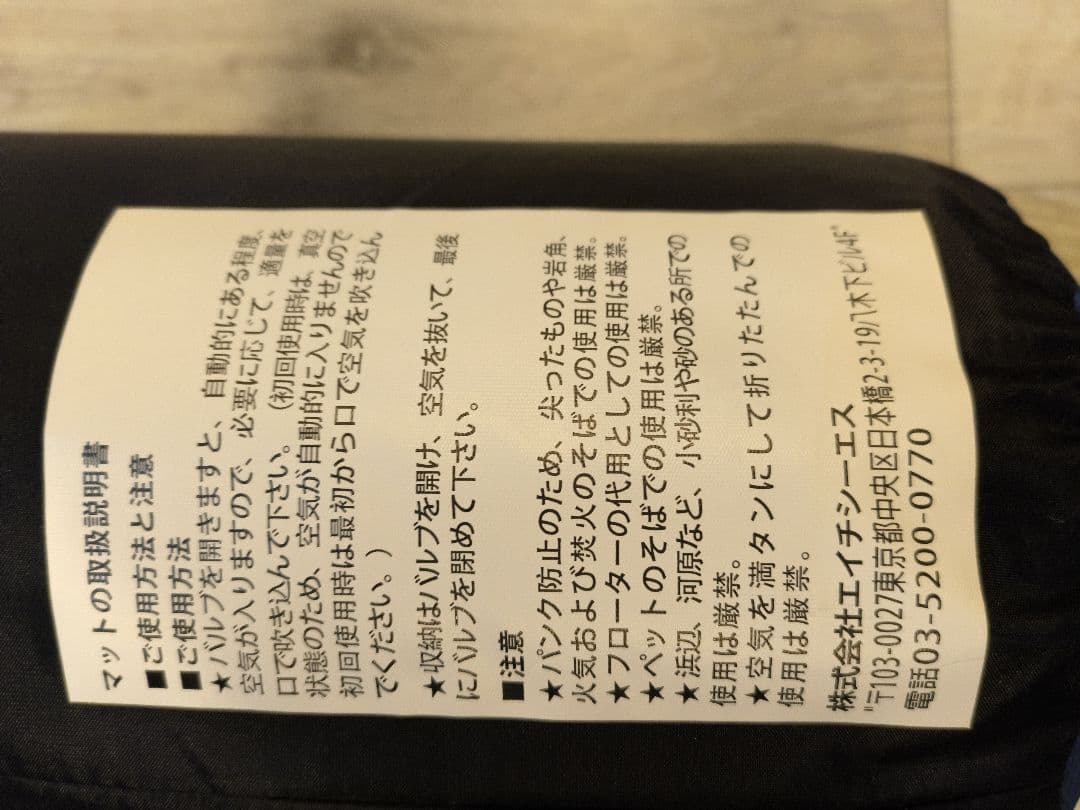 マットの取扱説明書
■ご使用方法と注意
■ご使用方法
★バルブを開きますと、自動的にある程度、
空気が入りますので、必要に応じて、適量を
口で吹き込んで下さい。（初回使用時は、真空
状態のため、空気が自動的に入りませんので
初回使用時は最初から口で空気を吹き込ん
でください。）
★収納はバルブを開け、空気を抜いて、最後
にバルブを閉めて下さい。
■注意
★パンク防止のため、尖ったものや岩角、
火気および焚火のそばでの使用は厳禁。
★フローターの代用としての使用は厳禁。
★ペットのそばでの使用は厳禁。
★浜辺、河原など、小砂利や砂のある所での
使用は厳禁。
★空気を満タンにして折りたたんでの
使用は厳禁。
株式会社エイチシーエス
〒103-0027東京都中央区日本橋2-3-19八木下ビル4F
電話03-5200-0770